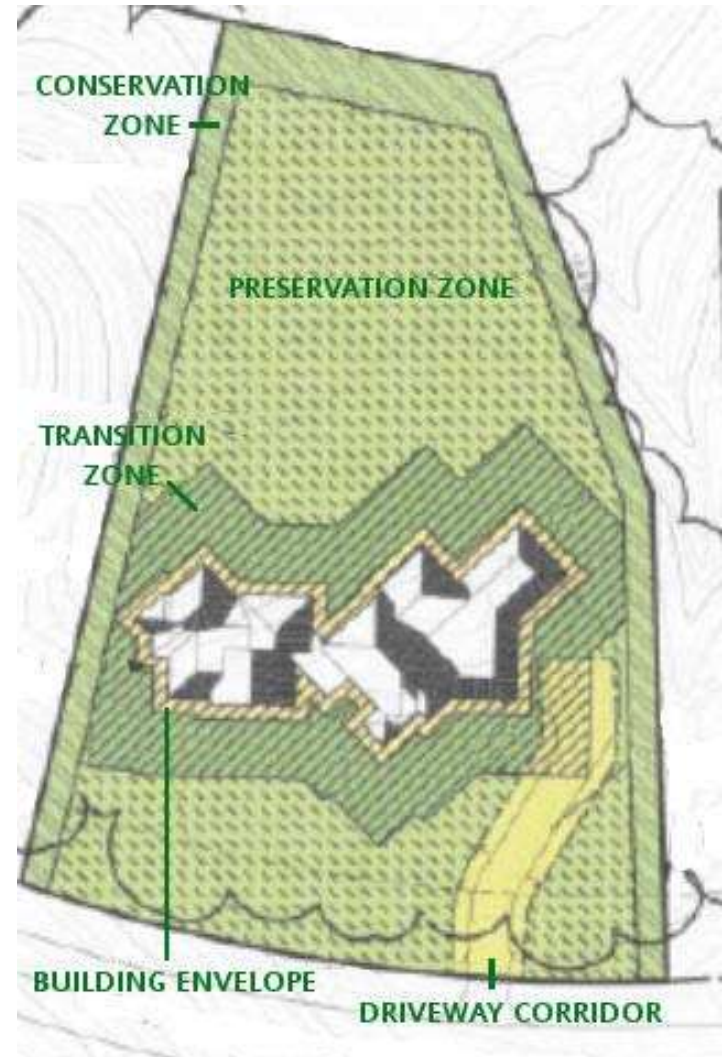 CONSERVATION
ZONE
PRESERVATION ZONE
TRANSITION
ZONE
BUILDING ENVELOPE
DRIVEWAY CORRIDOR